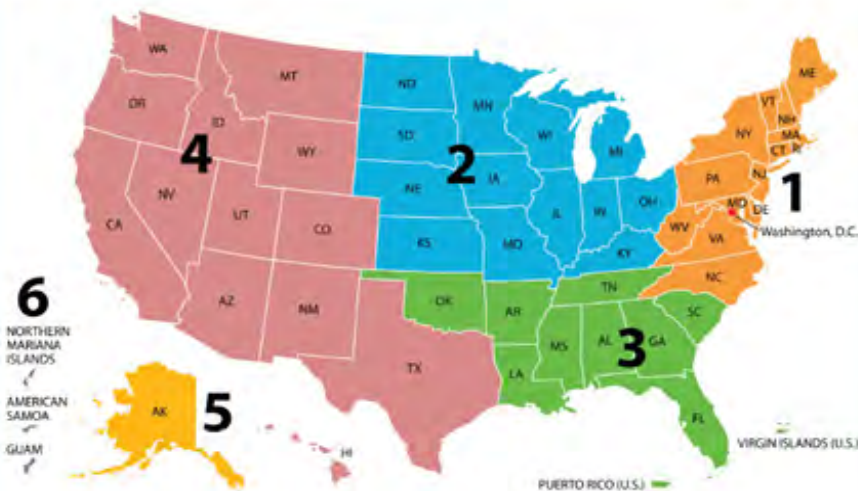 WA
MT
ND
MN
ME
VT
NH
OR
ID
4
WY
SD
WI
MI
NY
MA
CT
RI
NE
2
IA
PA
NJ
1
NV
UT
CO
IL
IN
OH
MD
DE
Washington, D.C.
CA
KS
MO
KY
WV
VA
NC
AZ
NM
OK
AR
TN
SC
6
NORTHERN
MARIANA
ISLANDS
TX
LA
MS
AL
3
GA
AMERICAN
SAMOA
AK
5
FL
GUAM
HI
VIRGIN ISLANDS (U.S.)
PUERTO RICO (U.S.)